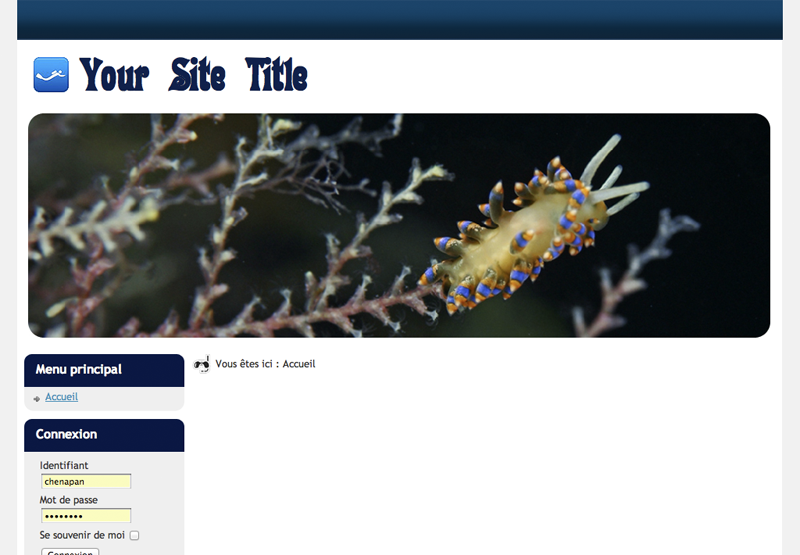 Your Site Title
Menu principal
Vous êtes ici : Accueil
Accueil
Connexion
Identifiant
chenapan
Mot de passe
••••••••
Se souvenir de moi
Connexion